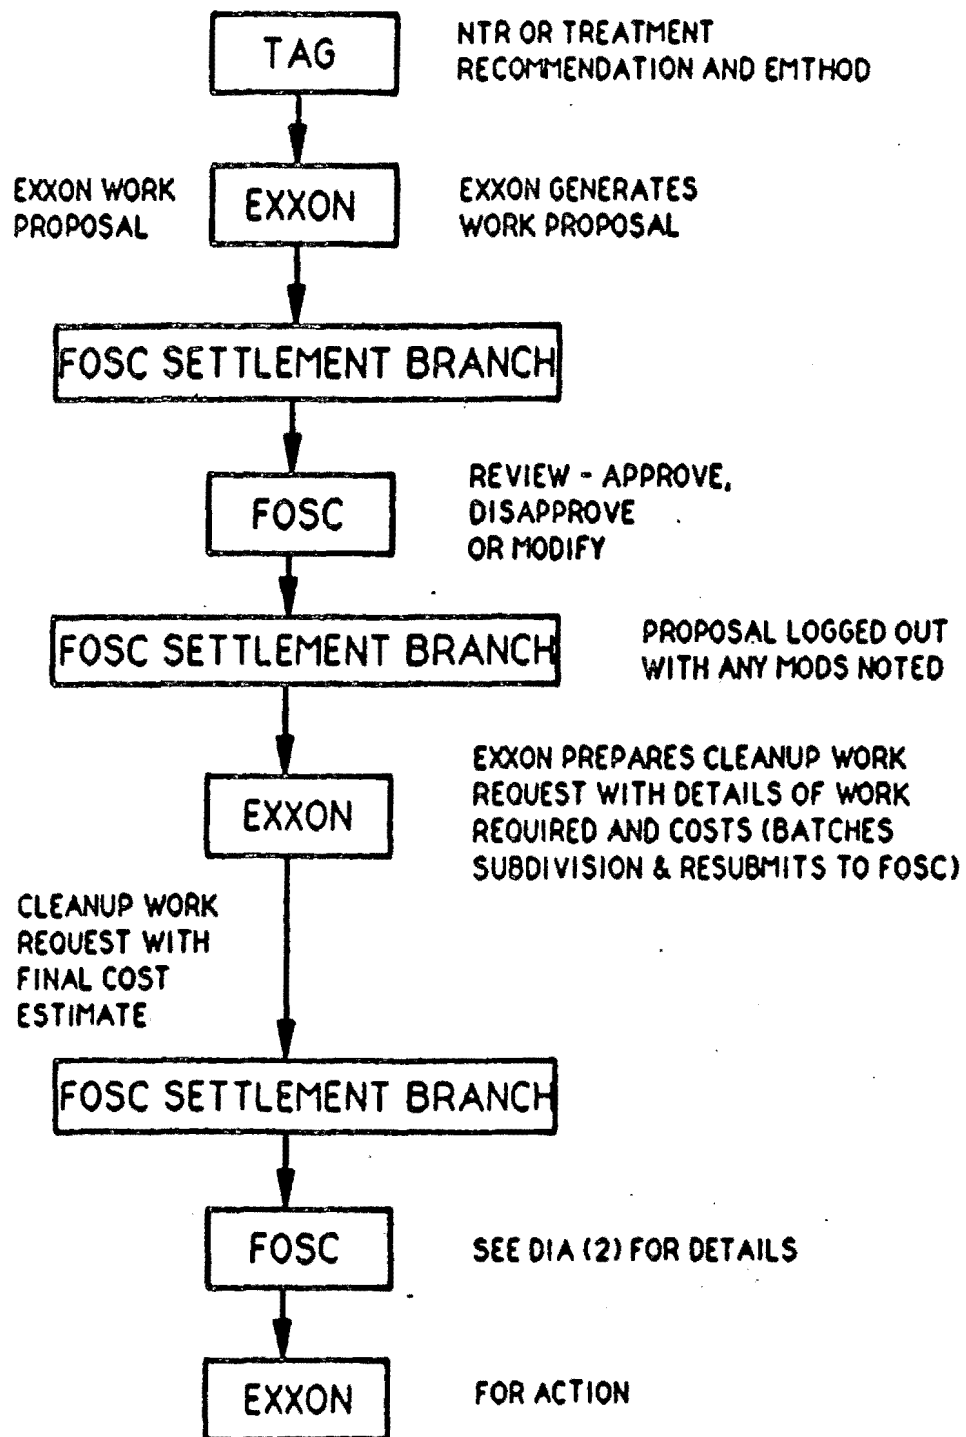 TAG
NTR OR TREATMENT
RECOMMENDATION AND EMTHOD
EXXON WORK
PROPOSAL
EXXON
EXXON GENERATES
WORK PROPOSAL
FOSC SETTLEMENT BRANCH
FOSC
REVIEW - APPROVE,
DISAPPROVE
OR MODIFY
FOSC SETTLEMENT BRANCH
PROPOSAL LOGGED OUT
WITH ANY MODS NOTED
EXXON
EXXON PREPARES CLEANUP WORK
REQUEST WITH DETAILS OF WORK
REQUIRED AND COSTS (BATCHES
SUBDIVISION & RESUBMITS TO FOSC)
CLEANUP WORK
REQUEST WITH
FINAL COST
ESTIMATE
FOSC SETTLEMENT BRANCH
FOSC
SEE DIA (2) FOR DETAILS
EXXON
FOR ACTION